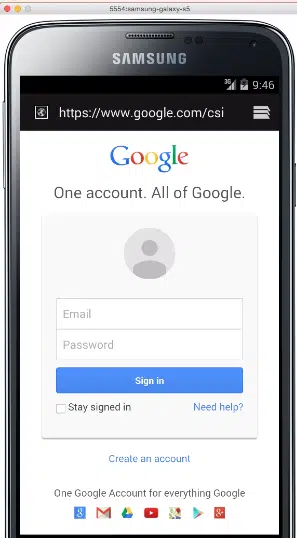 5554:samsung-galaxy-s5
SAMSUNG
3G 9:46
https://www.google.com/csi
Google
One account. All of Google.
Email
Password
Sign in
Stay signed in Need help?
Create an account
One Google Account for everything Google